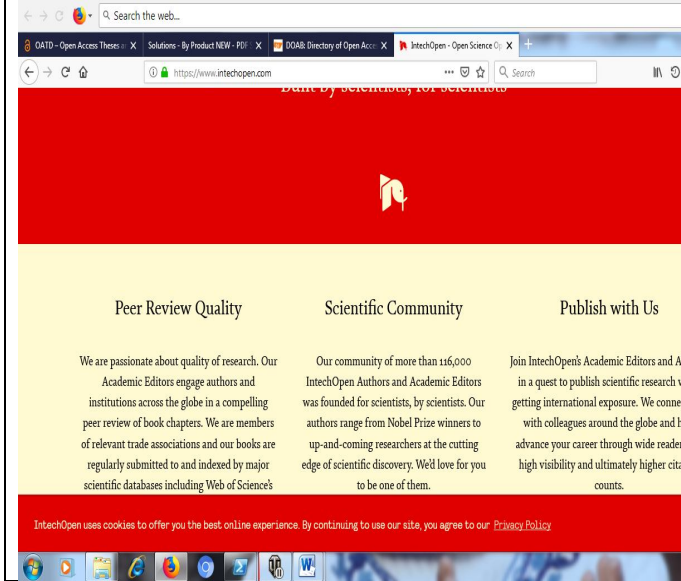 Search the web...
OATD - Open Access Theses a
Solutions - By Product NEW - PDF
DOAB: Directory of Open Acce
IntechOpen - Open Science Op
https://www.intechopen.com
Search
Built by scientists, for scientists
Peer Review Quality
We are passionate about quality of research. Our
Academic Editors engage authors and
institutions across the globe in a compelling
peer review of book chapters. We are members
of relevant trade associations and our books are
regularly submitted to and indexed by major
scientific databases including Web of Science's
Scientific Community
Our community of more than 116,000
IntechOpen Authors and Academic Editors
was founded for scientists, by scientists. Our
authors range from Nobel Prize winners to
up-and-coming researchers at the cutting
edge of scientific discovery. We'd love for you
to be one of them.
Publish with Us
Join IntechOpen's Academic Editors and A
in a quest to publish scientific research
getting international exposure. We conne
with colleagues around the globe and h
advance your career through wide reade
high visibility and ultimately higher cita
counts.
IntechOpen uses cookies to offer you the best online experience. By continuing to use our site, you agree to our Privacy Policy